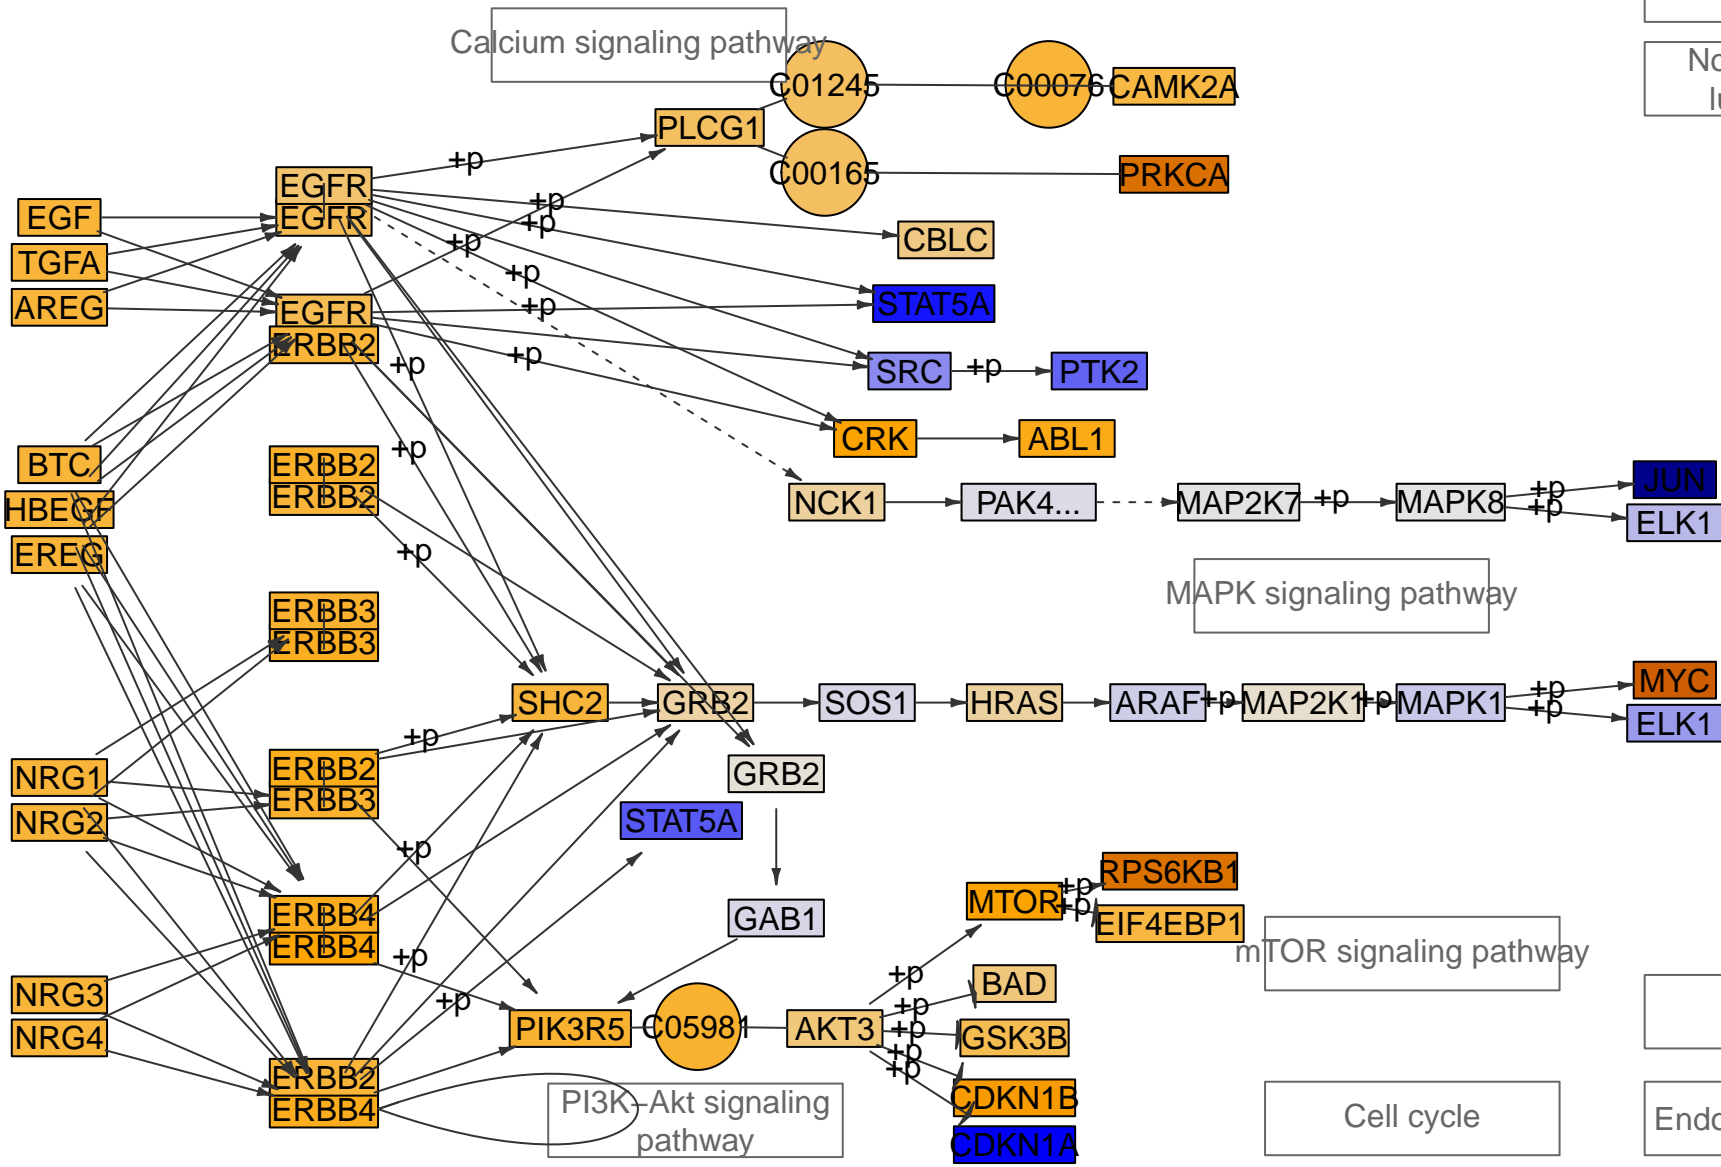 Calcium signaling pathway
No
lu
C01245
C00076
CAMK2A
PLCG1
C00165
PRKCA
+p
EGFR
EGFR
EGF
TGFA
AREG
+p
+p
+p
+p
CBLC
STAT5A
EGFR
ERBB2
+p
+p
+p
SRC
+p
PTK2
CRK
ABL1
+p
BTC
HBEGF
EREG
ERBB2
ERBB2
NCK1
PAK4...
MAP2K7
+p
MAPK8
+p
+p
JUN
ELK1
+p
MAPK signaling pathway
ERBB3
ERBB3
SHC2
GRB2
SOS1
HRAS
ARAF
+p
MAP2K1
+p
MAPK1
+p
+p
MYC
ELK1
NRG1
NRG2
ERBB2
ERBB3
+p
GRB2
STAT5A
+p
ERBB4
ERBB4
GAB1
MTOR
+p
+p
RPS6KB1
EIF4EBP1
mTOR signaling pathway
+p
+p
NRG3
NRG4
PIK3R5
C05981
AKT3
+p
+p
+p
+p
+p
BAD
GSK3B
CDKN1B
CDKN1A
ERBB2
ERBB4
PI3K-Akt signaling
pathway
Cell cycle
Endo